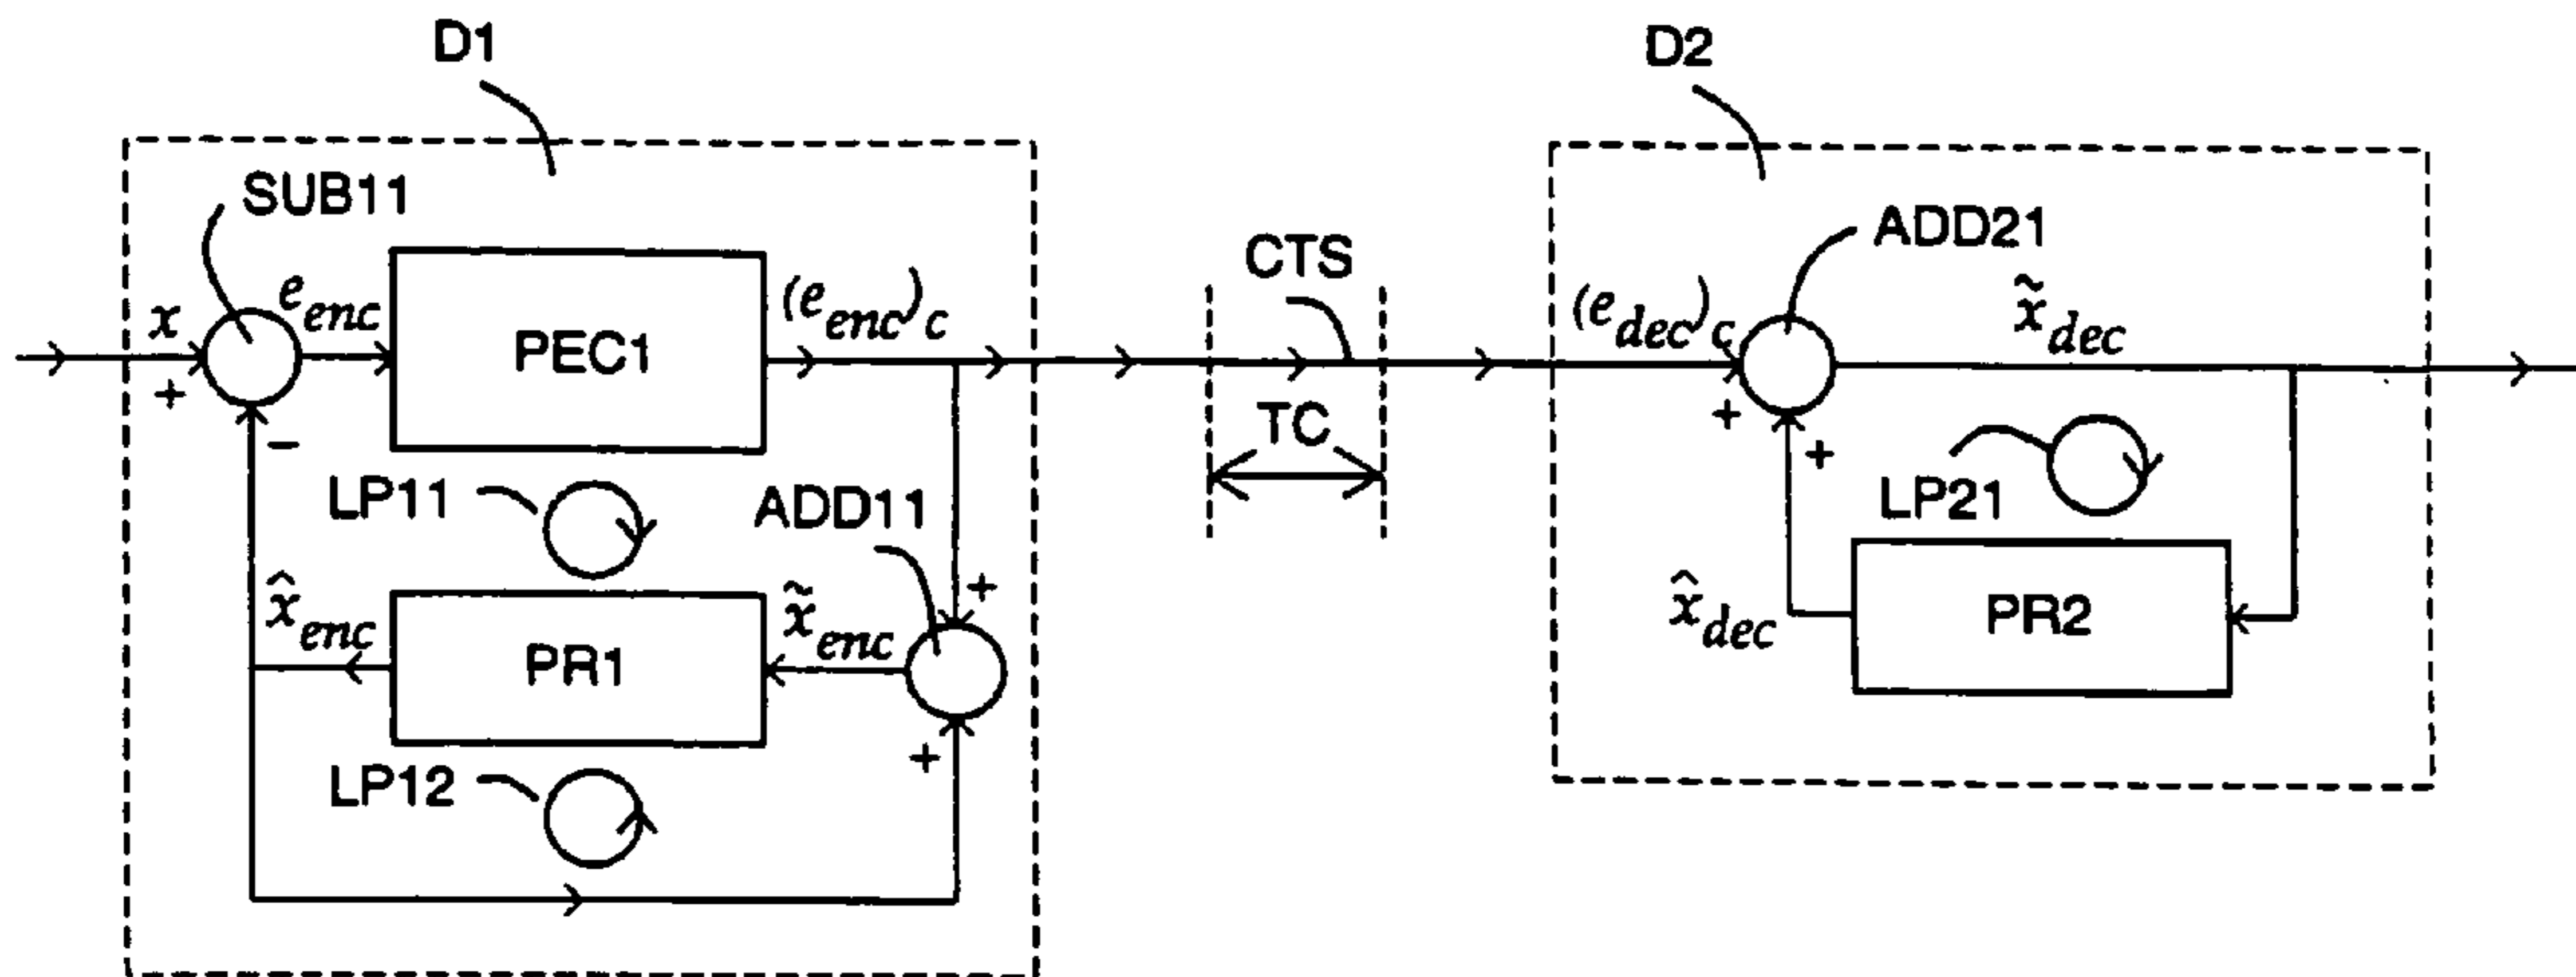 D1
D2
SUB11
ADD21
CTS
x
e_enc
PEC1
(e_enc)_c
(e_dec)_c
x̃_dec
+
TC
+
−
+
LP11
ADD11
LP21
+
x̂_enc
PR1
x̃_enc
x̂_dec
PR2
LP12
+